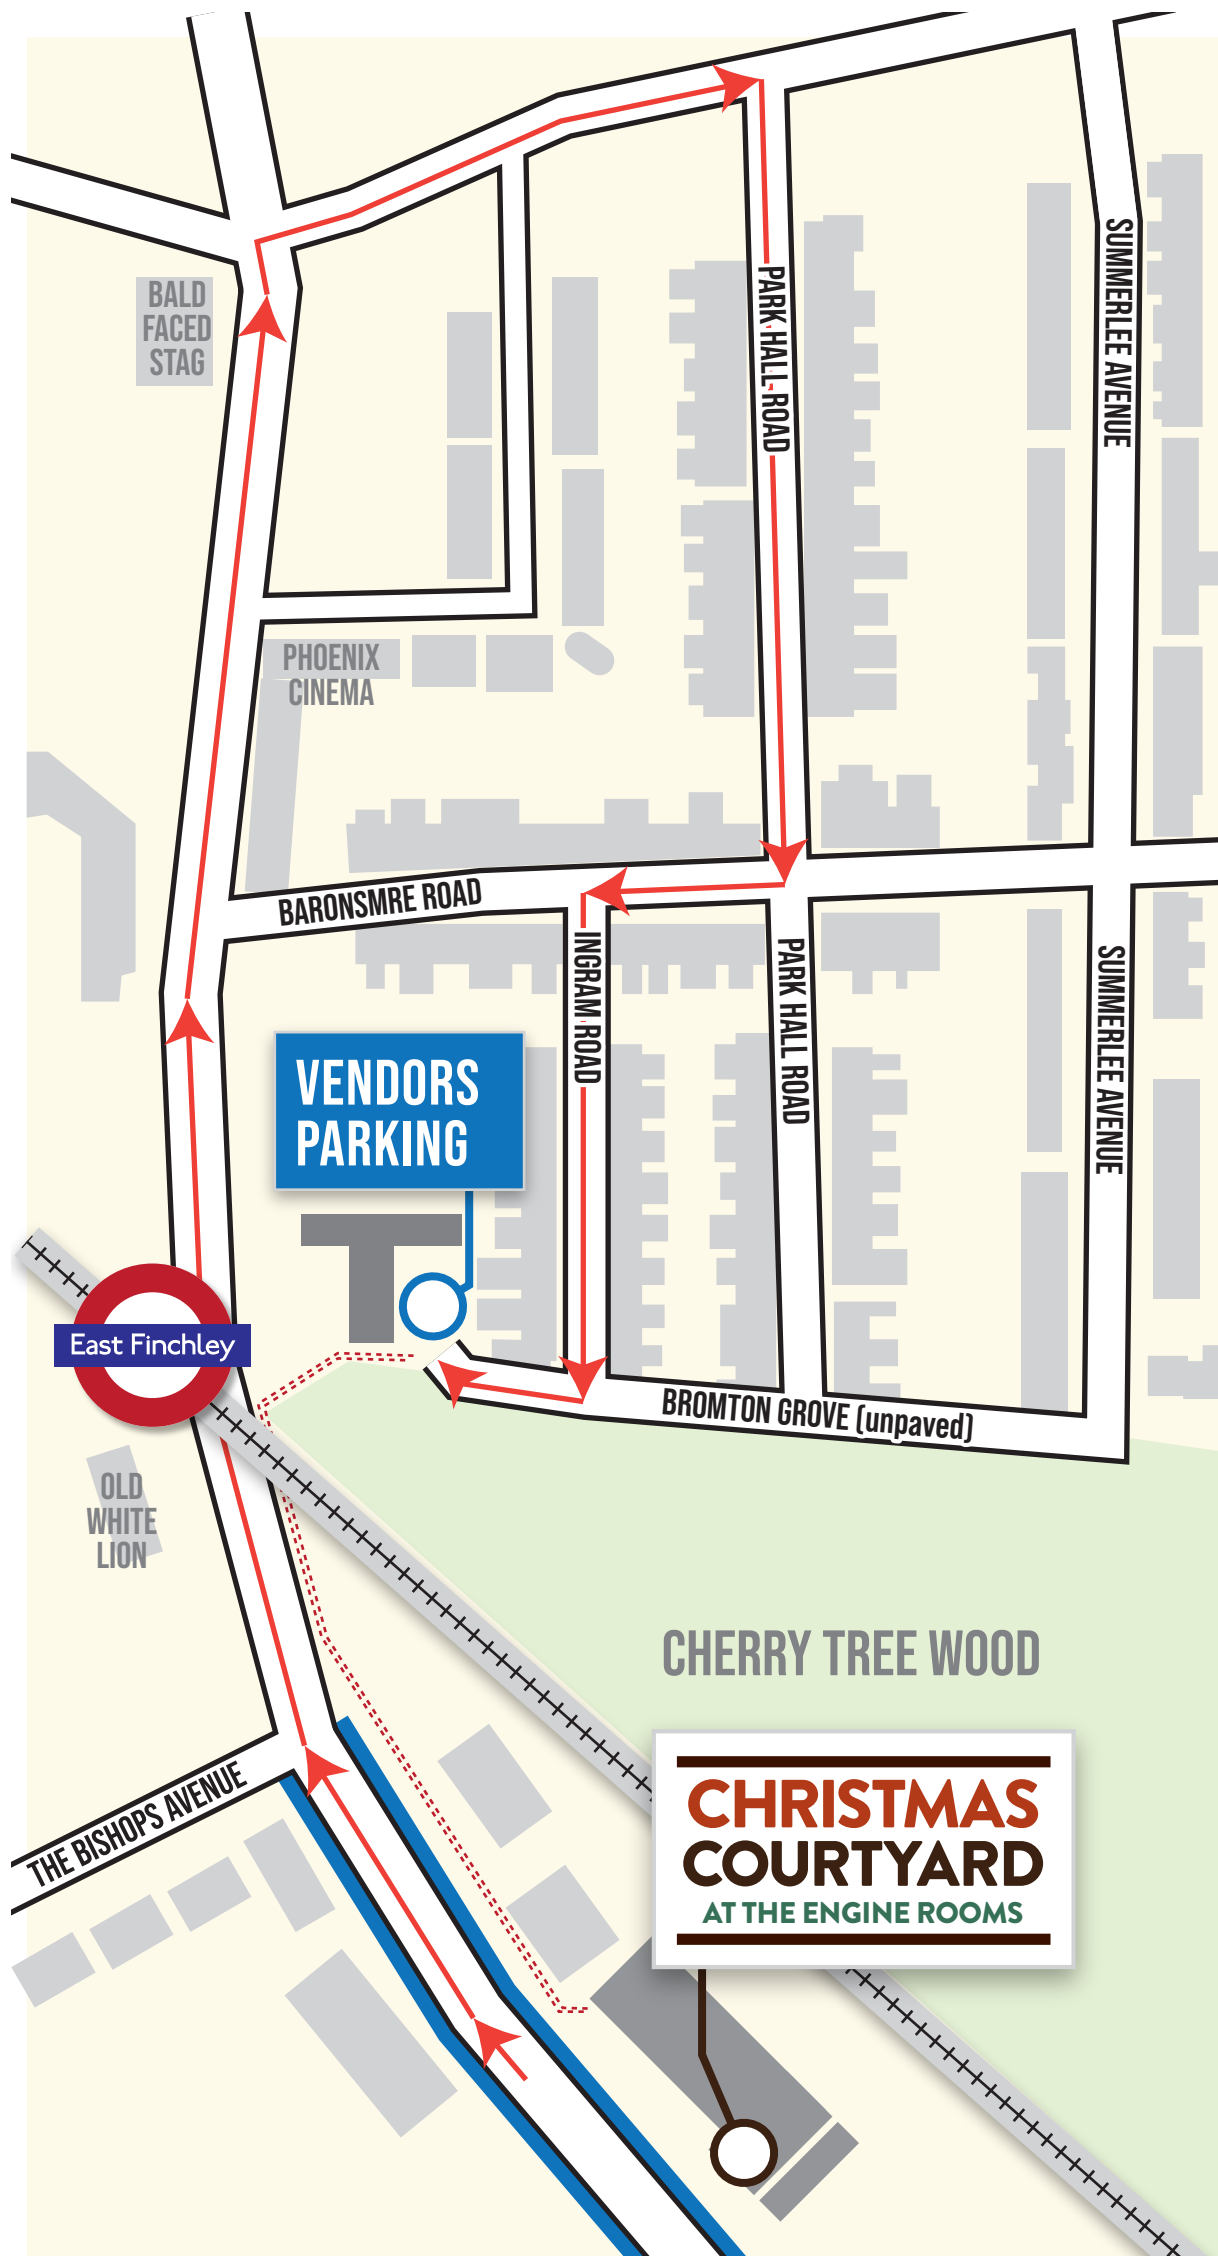 BALD
FACED
STAG
PARK HALL ROAD
SUMMERLEE AVENUE
PHOENIX
CINEMA
BARONSMRE ROAD
INGRAM ROAD
PARK HALL ROAD
SUMMERLEE AVENUE
VENDORS
PARKING
East Finchley
BROMTON GROVE (unpaved)
OLD
WHITE
LION
CHERRY TREE WOOD
THE BISHOPS AVENUE
CHRISTMAS
COURTYARD
AT THE ENGINE ROOMS